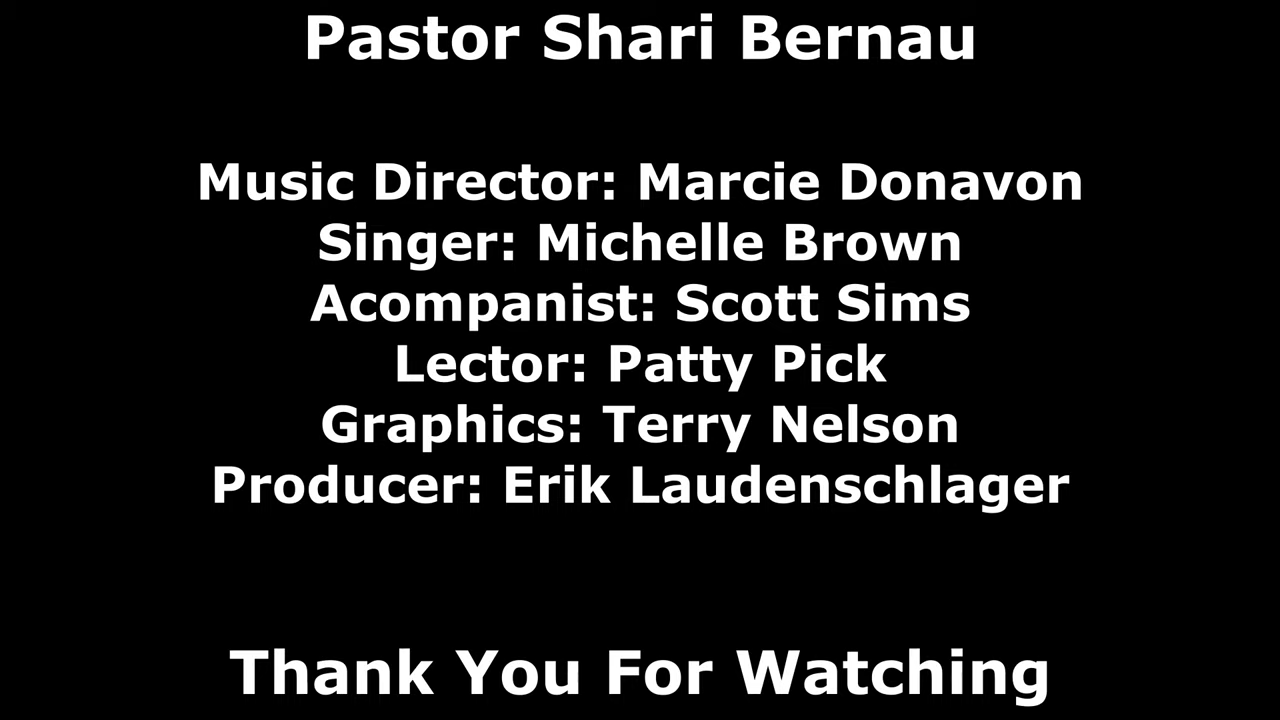 Pastor Shari Bernau
Music Director: Marcie Donavon
Singer: Michelle Brown
Acompanist: Scott Sims
Lector: Patty Pick
Graphics: Terry Nelson
Producer: Erik Laudenschlager
Thank You For Watching